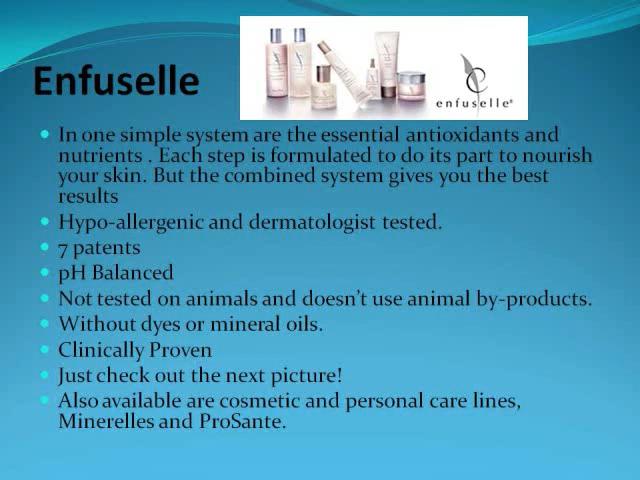 Enfuselle
enfuselle®
In one simple system are the essential antioxidants and
nutrients . Each step is formulated to do its part to nourish
your skin. But the combined system gives you the best
results
Hypo-allergenic and dermatologist tested.
7 patents
pH Balanced
Not tested on animals and doesn't use animal by-products.
Without dyes or mineral oils.
Clinically Proven
Just check out the next picture!
Also available are cosmetic and personal care lines,
Minerelles and ProSante.